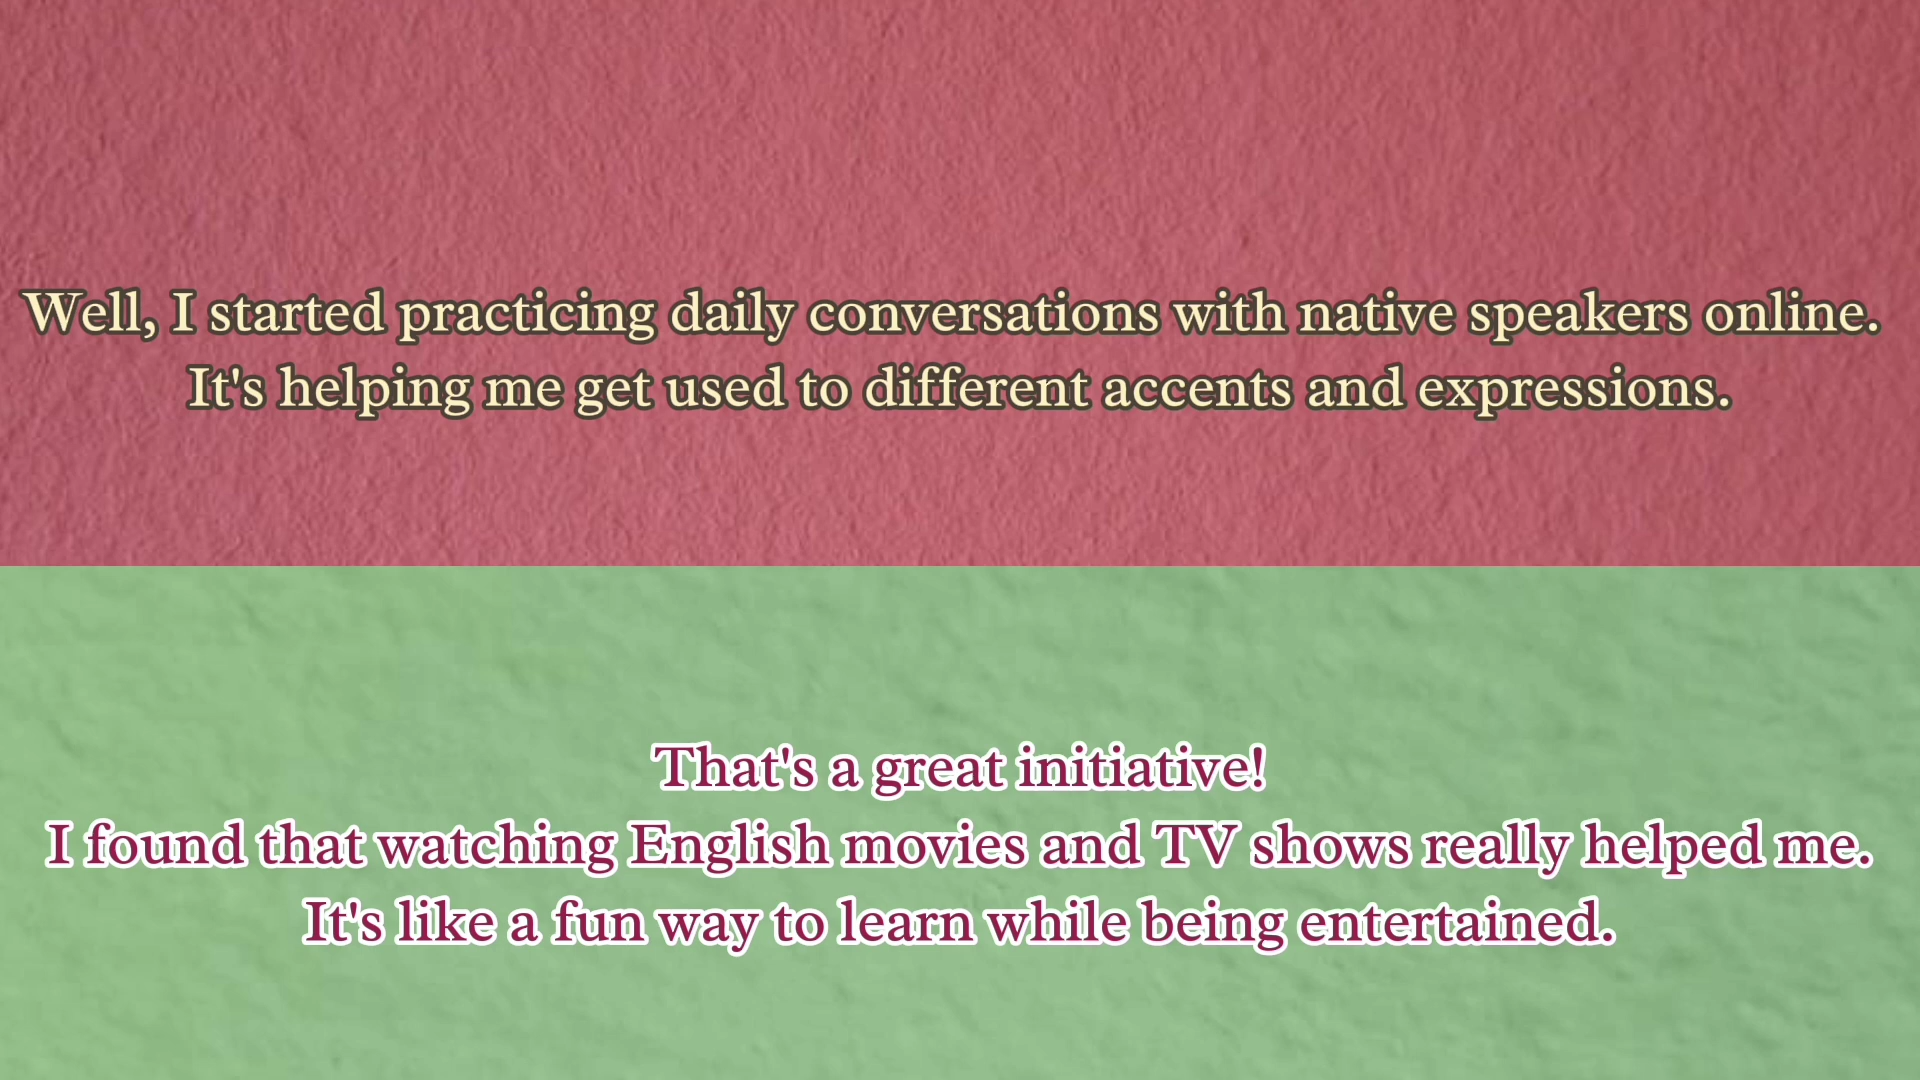 Well, I started practicing daily conversations with native speakers online.
It's helping me get used to different accents and expressions.
That's a great initiative!
I found that watching English movies and TV shows really helped me.
It's like a fun way to learn while being entertained.